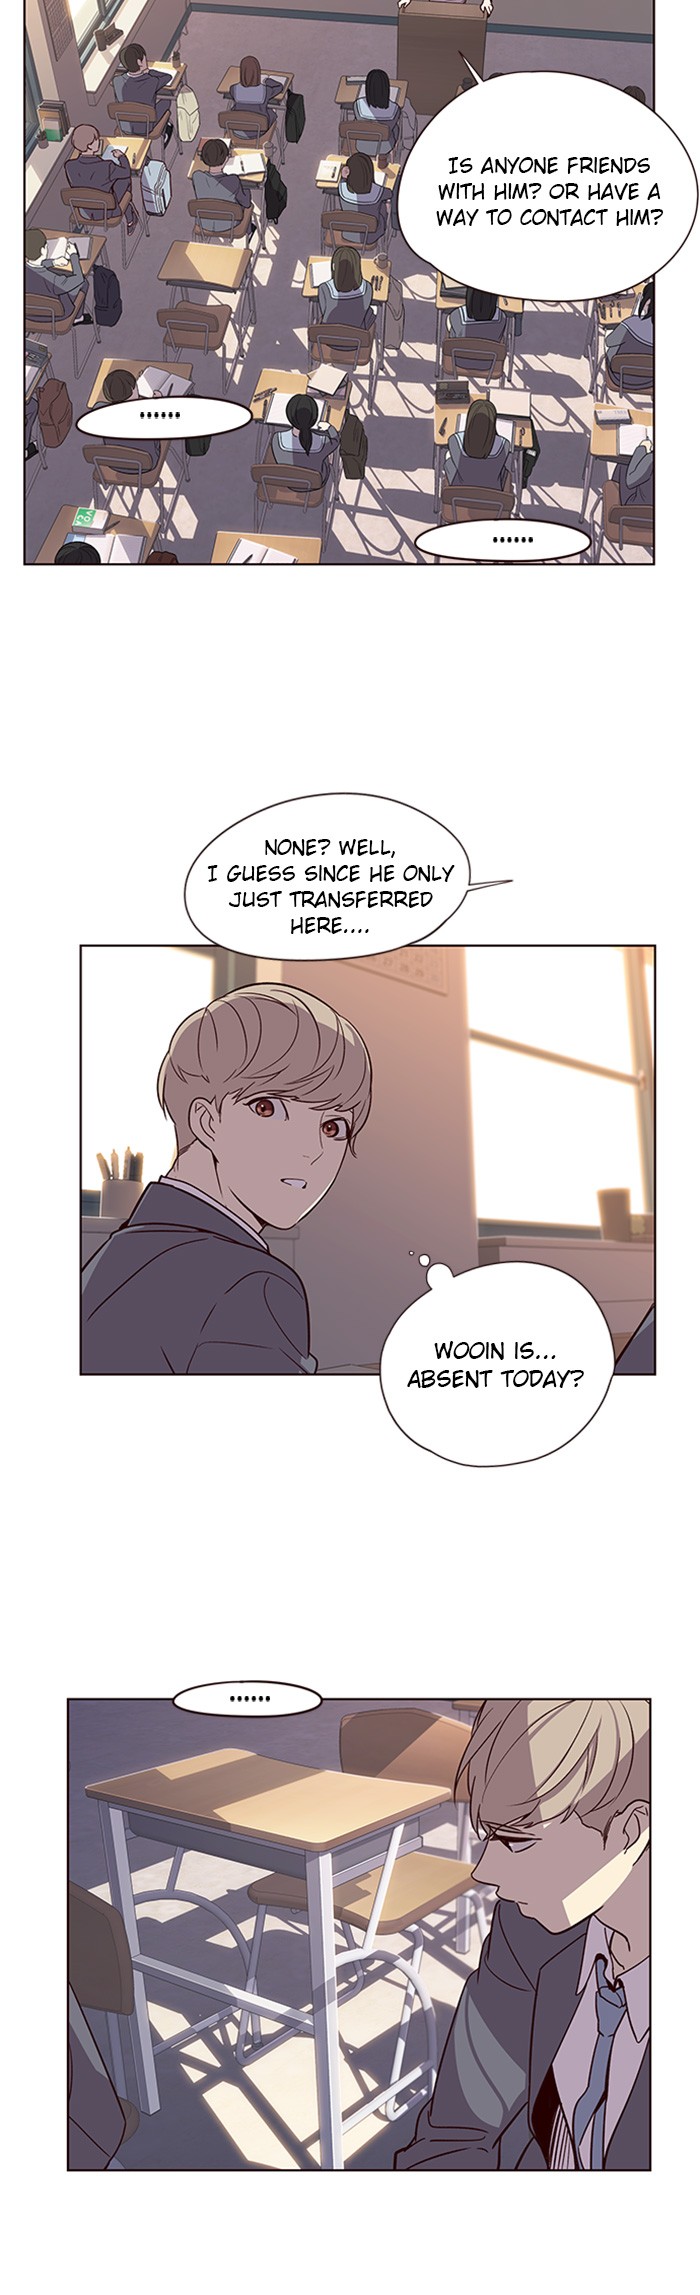 IS ANYONE FRIENDS
WITH HIM? OR HAVE A
WAY TO CONTACT HIM?
......
VOCA
......
NONE? WELL,
I GUESS SINCE HE ONLY
JUST TRANSFERRED
HERE....
WOOIN IS...
ABSENT TODAY?
......